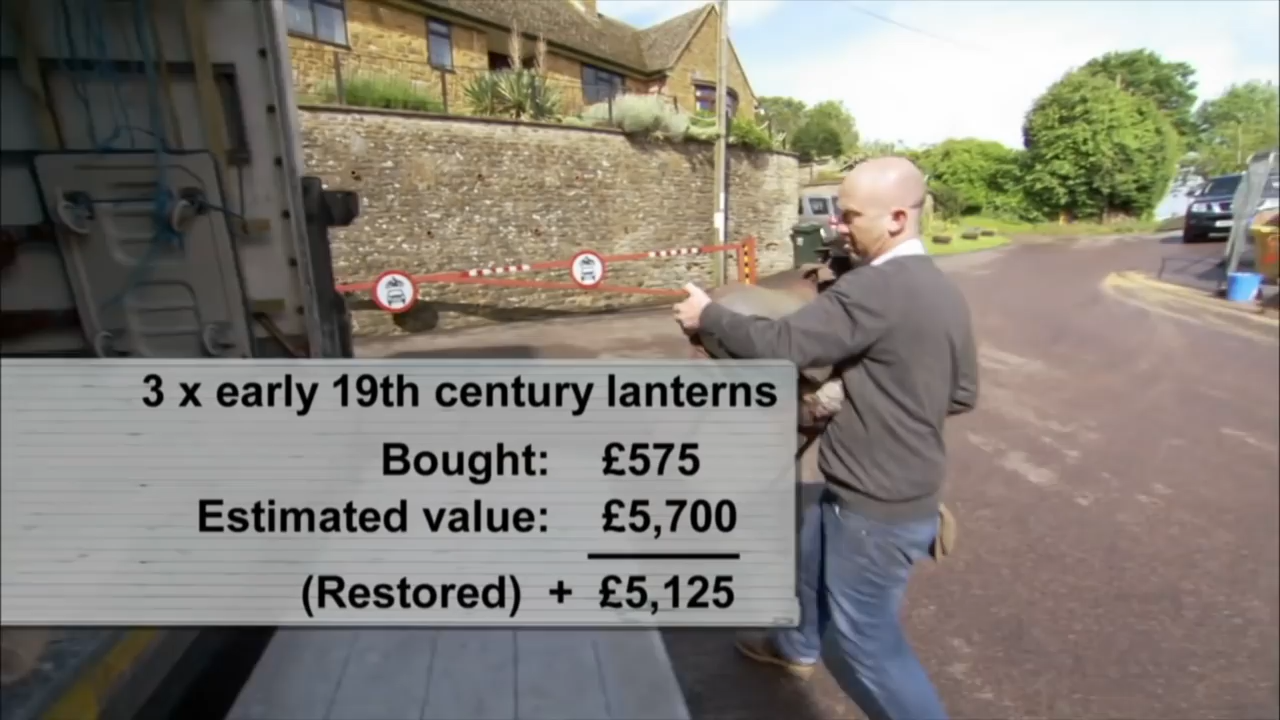 3 x early 19th century lanterns
Bought: £575
Estimated value: £5,700
(Restored) + £5,125